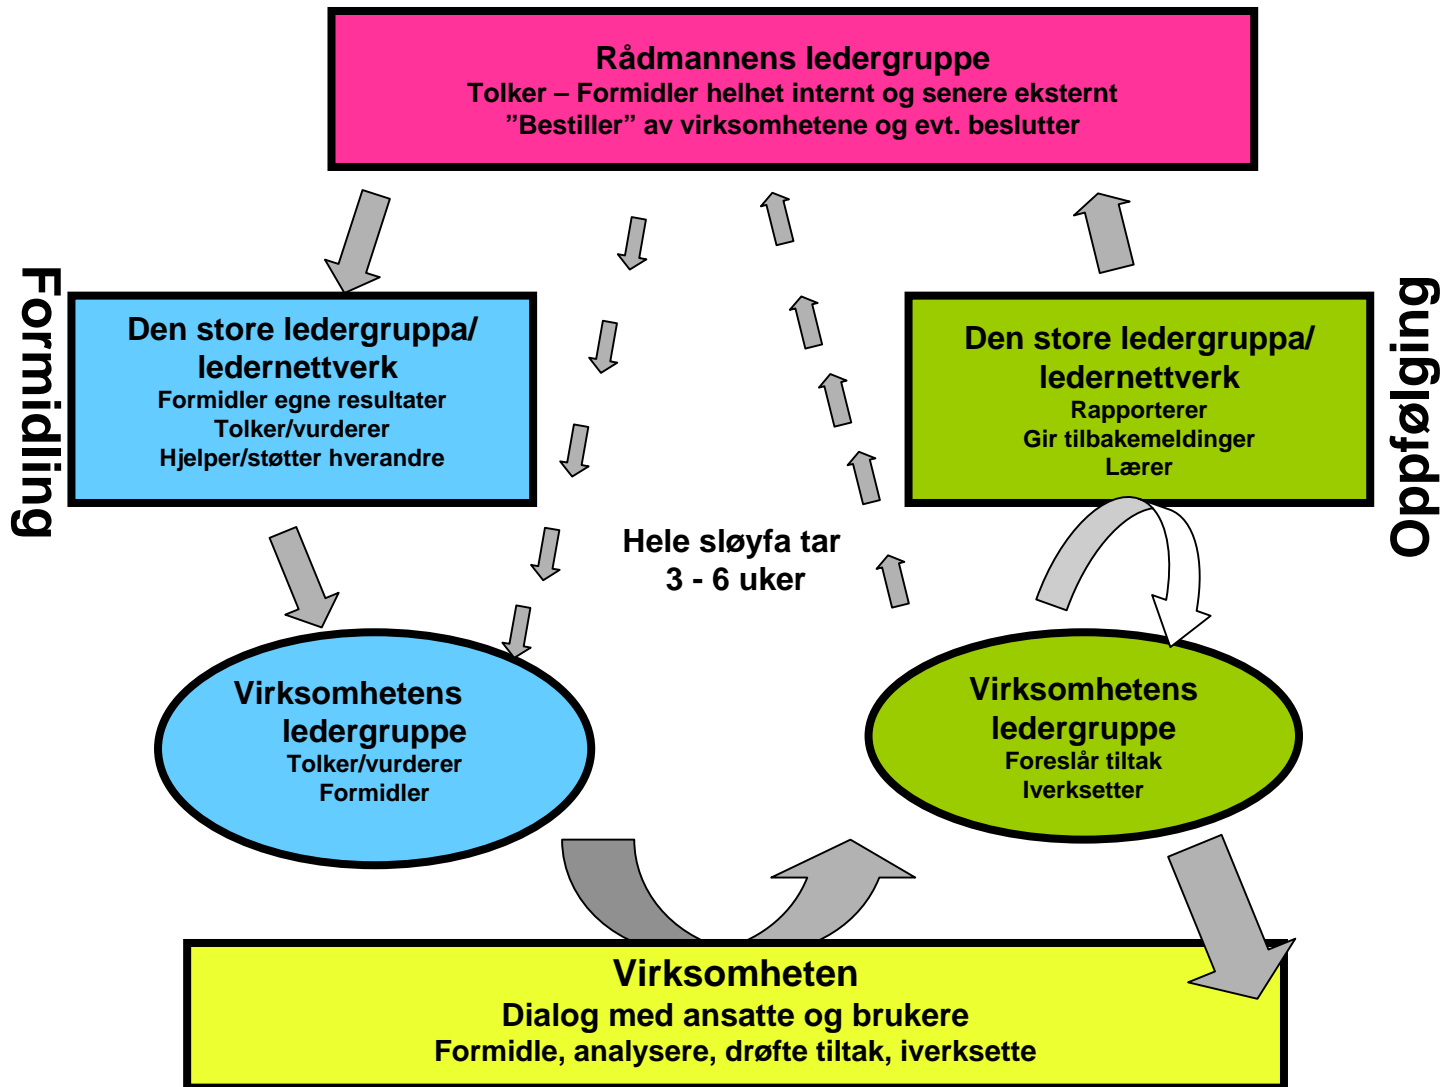 Rådmannens ledergruppe
Tolker – Formidler helhet internt og senere eksternt
”Bestiller” av virksomhetene og evt. beslutter
Formidling
Den store ledergruppa/
ledernettverk
Formidler egne resultater
Tolker/vurderer
Hjelper/støtter hverandre
Den store ledergruppa/
ledernettverk
Rapporterer
Gir tilbakemeldinger
Lærer
Oppfølging
Hele sløyfa tar
3 - 6 uker
Virksomhetens
ledergruppe
Tolker/vurderer
Formidler
Virksomhetens
ledergruppe
Foreslår tiltak
Iverksetter
Virksomheten
Dialog med ansatte og brukere
Formidle, analysere, drøfte tiltak, iverksette